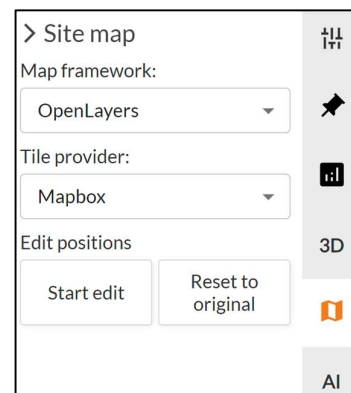 Site map
Map framework:
OpenLayers
Tile provider:
Mapbox
Edit positions
Start edit
Reset to
original
3D
AI